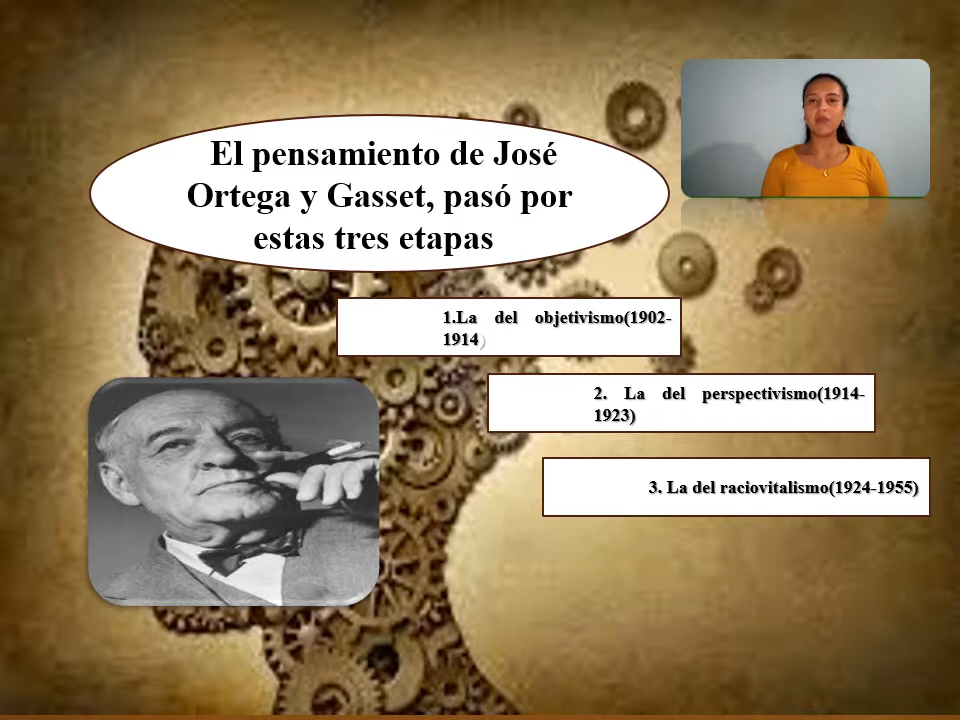 El pensamiento de José
Ortega y Gasset, pasó por
estas tres etapas
1.La del objetivismo(1902-
1914)
2. La del perspectivismo(1914-
1923)
3. La del raciovitalismo(1924-1955)